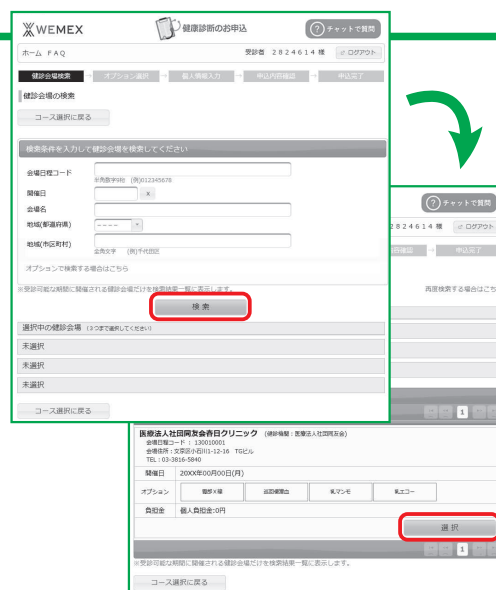 WEMEX
健康診断のお申込
? チャットで質問
ホーム FAQ
受診者 2824614 様
ログアウト
健診会場検索 → オプション選択 → 個人情報入力 → 申込内容確認 → 申込完了
健診会場の検索
コース選択に戻る
検索条件を入力して健診会場を検索してください
会場日程コード
半角数字9桁 (例)012345678
開催日
x
会場名
地域(都道府県)
----
地域(市区町村)
全角文字 (例)千代田区
オプションで検索する場合はこちら
※受診可能な期間に開催される健診会場だけを検索結果一覧に表示します。
検索
選択中の健診会場 (3つまで選択してください)
未選択
未選択
未選択
コース選択に戻る
? チャットで質問
2824614 様
ログアウト
内容確認 → 申込完了
再度検索する場合はこち
1
医療法人社団同友会春日クリニック (健診機関:医療法人社団同友会)
会場日程コード : 130010001
会場住所 : 文京区小石川1-12-16 TGビル
TEL : 03-3816-5840
開催日 20XX年00月00日(月)
オプション 胃部X線 乳マンモ 乳エコー
負担金 個人負担金:0円
選択
1
※受診可能な期間に開催される健診会場だけを検索結果一覧に表示します。
コース選択に戻る